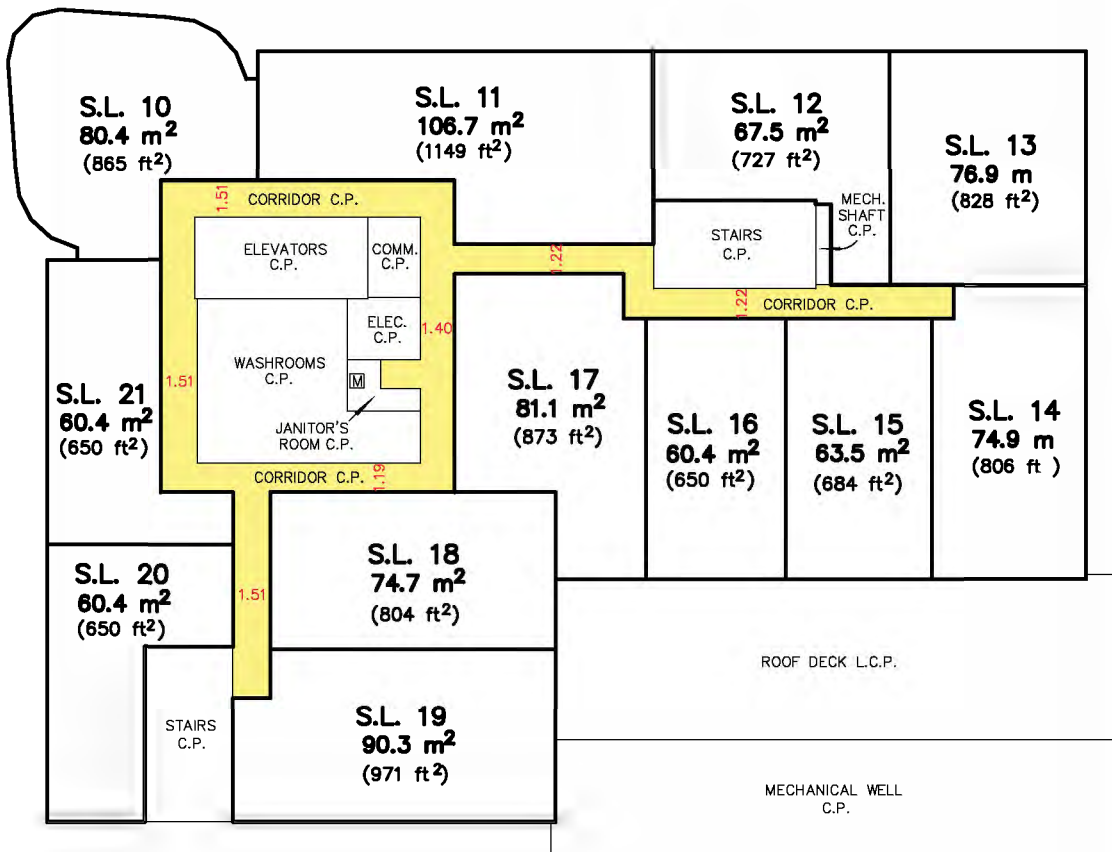 S.L. 10
80.4 m²
(865 ft²)
S.L. 11
106.7 m²
(1149 ft²)
S.L. 12
67.5 m²
(727 ft²)
S.L. 13
76.9 m
(828 ft²)
MECH.
SHAFT
C.P.
STAIRS
C.P.
1.51
CORRIDOR C.P.
ELEVATORS
C.P.
COMM.
C.P.
1.22
1.22
CORRIDOR C.P.
ELEC.
C.P.
1.40
WASHROOMS
C.P.
M
JANITOR'S
ROOM C.P.
1.51
CORRIDOR C.P.
1.19
S.L. 21
60.4 m²
(650 ft²)
S.L. 17
81.1 m²
(873 ft²)
S.L. 16
60.4 m²
(650 ft²)
S.L. 15
63.5 m²
(684 ft²)
S.L. 14
74.9 m
(806 ft )
S.L. 20
60.4 m²
(650 ft²)
1.51
S.L. 18
74.7 m²
(804 ft²)
STAIRS
C.P.
S.L. 19
90.3 m²
(971 ft²)
ROOF DECK L.C.P.
MECHANICAL WELL
C.P.